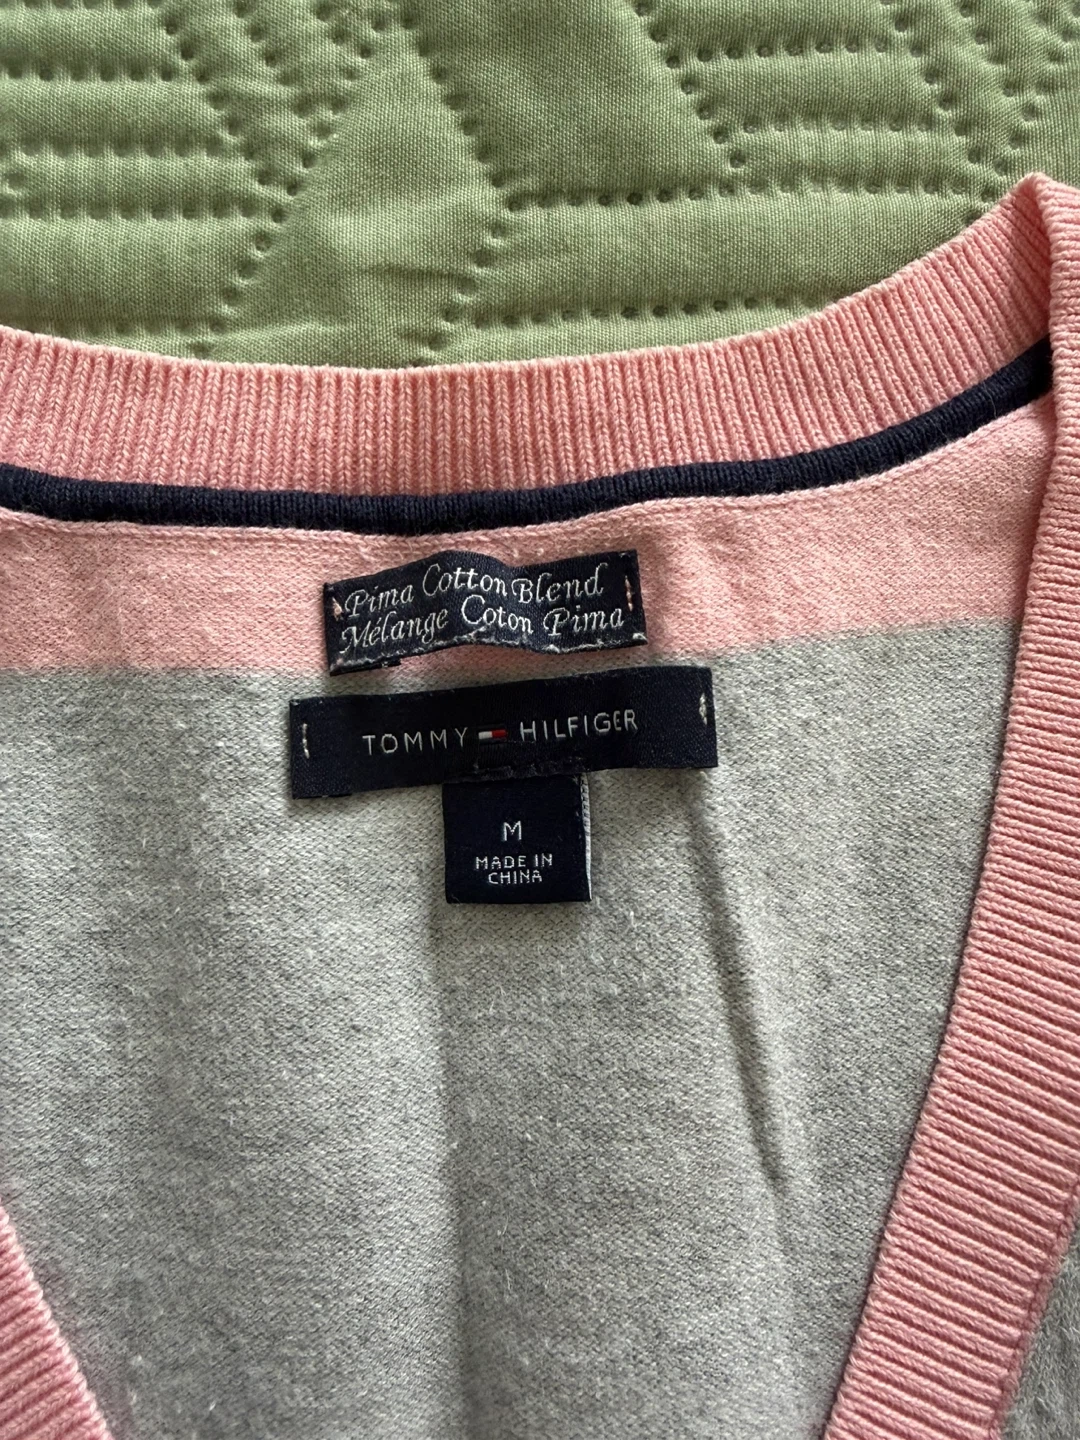 Pima Cotton Blend
Mélange Coton Pima
TOMMY HILFIGER
M
MADE IN
CHINA